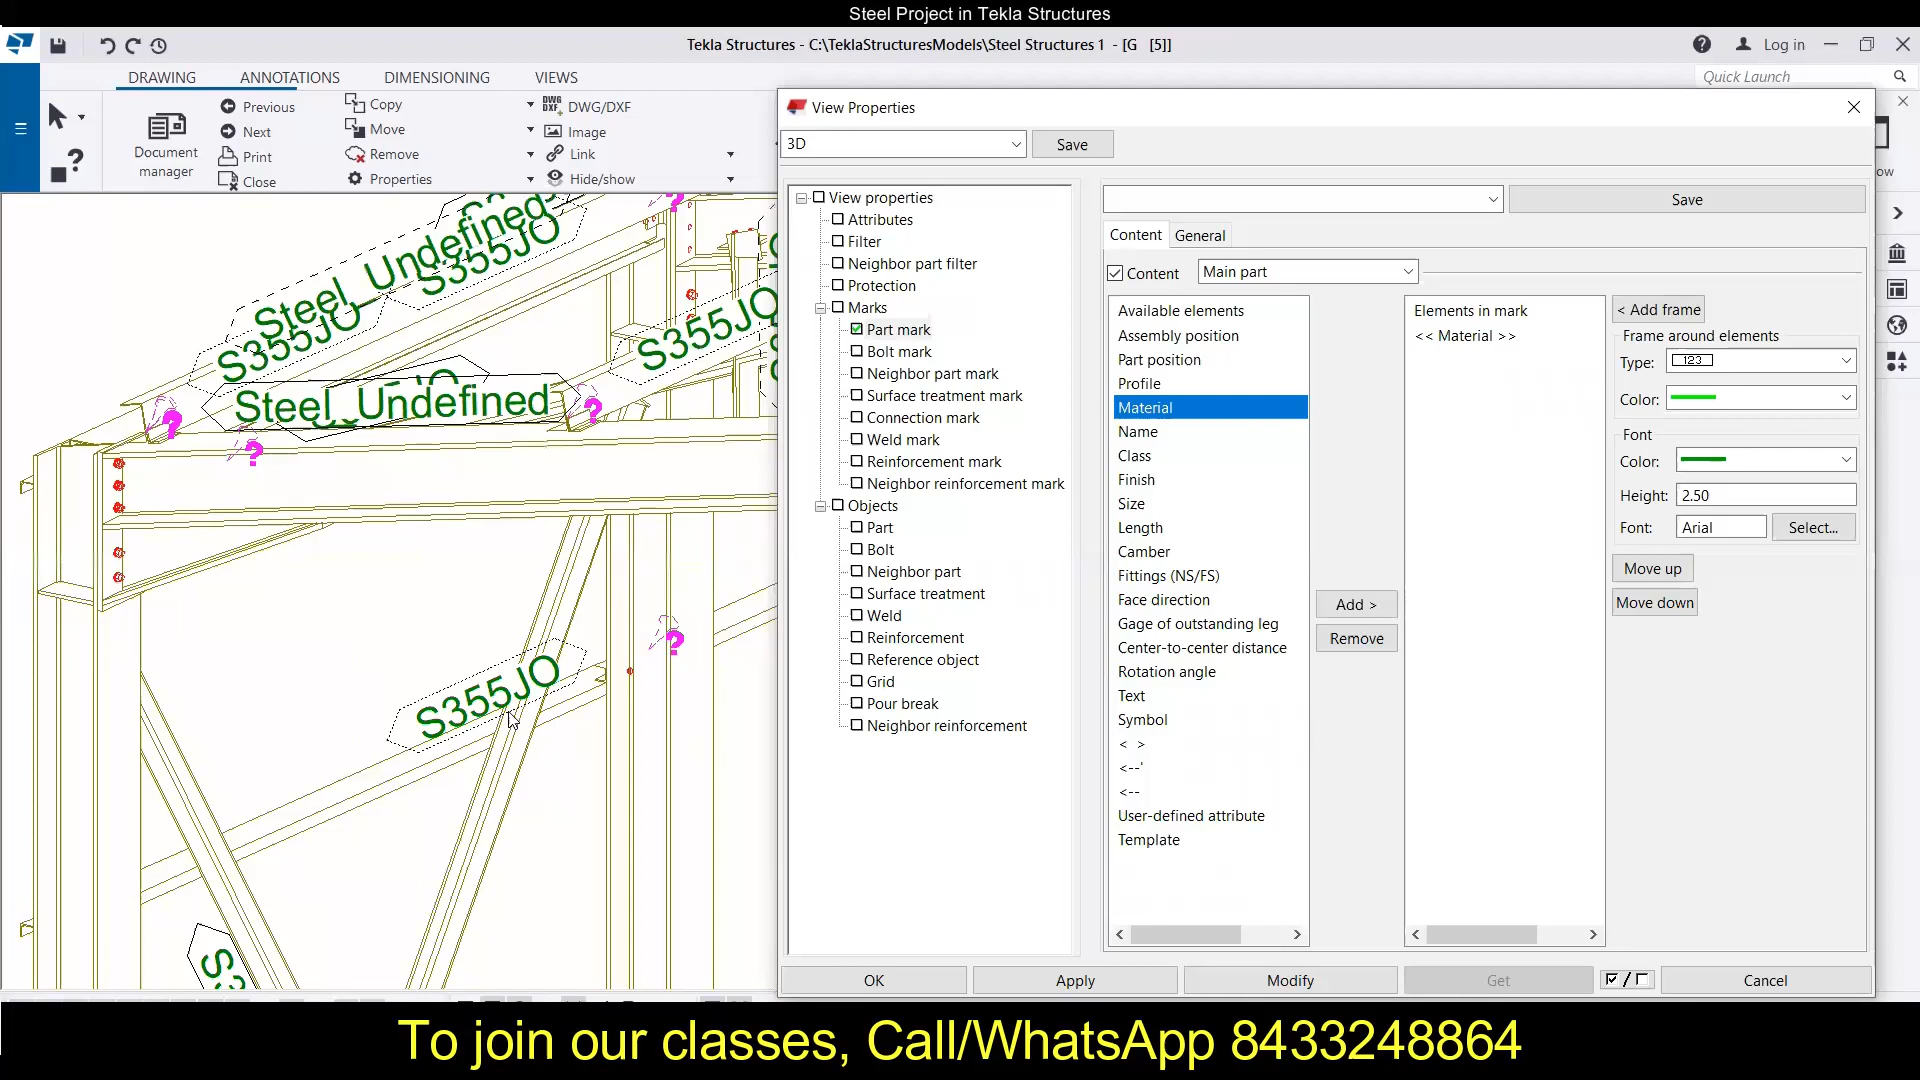 Steel Project in Tekla Structures
Tekla Structures - C:\TeklaStructuresModels\Steel Structures 1 - [G [5]]
Log in
DRAWING
ANNOTATIONS
DIMENSIONING
VIEWS
Quick Launch
Document
manager
Previous
Next
Print
Close
Copy
Move
Remove
Properties
DWG
DXF
DWG/DXF
Image
Link
Hide/show
ow
View Properties
3D
Save
View properties
Attributes
Filter
Neighbor part filter
Protection
Marks
Part mark
Bolt mark
Neighbor part mark
Surface treatment mark
Connection mark
Weld mark
Reinforcement mark
Neighbor reinforcement mark
Objects
Part
Bolt
Neighbor part
Surface treatment
Weld
Reinforcement
Reference object
Grid
Pour break
Neighbor reinforcement
Save
Content
General
Content
Main part
Available elements
Assembly position
Part position
Profile
Material
Name
Class
Finish
Size
Length
Camber
Fittings (NS/FS)
Face direction
Gage of outstanding leg
Center-to-center distance
Rotation angle
Text
Symbol
< >
<--'
<--
User-defined attribute
Template
Add >
Remove
Elements in mark
<< Material >>
< Add frame
Frame around elements
Type:
123
Color:
Font
Color:
Height:
2.50
Font:
Arial
Select...
Move up
Move down
OK
Apply
Modify
Get
Cancel
Steel_Undefined
S355JO
S355JO
S355JO
Steel_Undefined
S355JO
To join our classes, Call/WhatsApp 8433248864